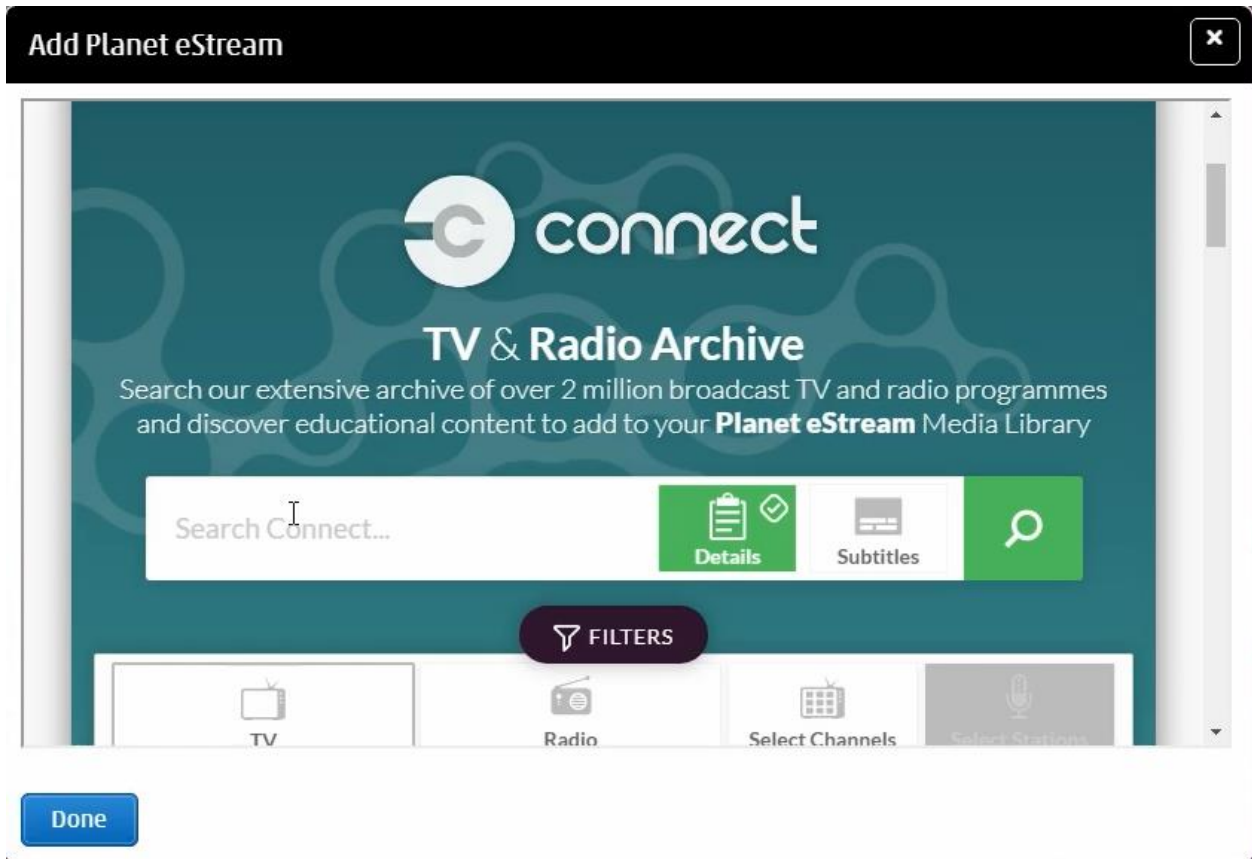 Add Planet eStream
connect
TV & Radio Archive
Search our extensive archive of over 2 million broadcast TV and radio programmes
and discover educational content to add to your Planet eStream Media Library
Search Connect...
Details
Subtitles
FILTERS
TV
Radio
Select Channels
Select Stations
Done